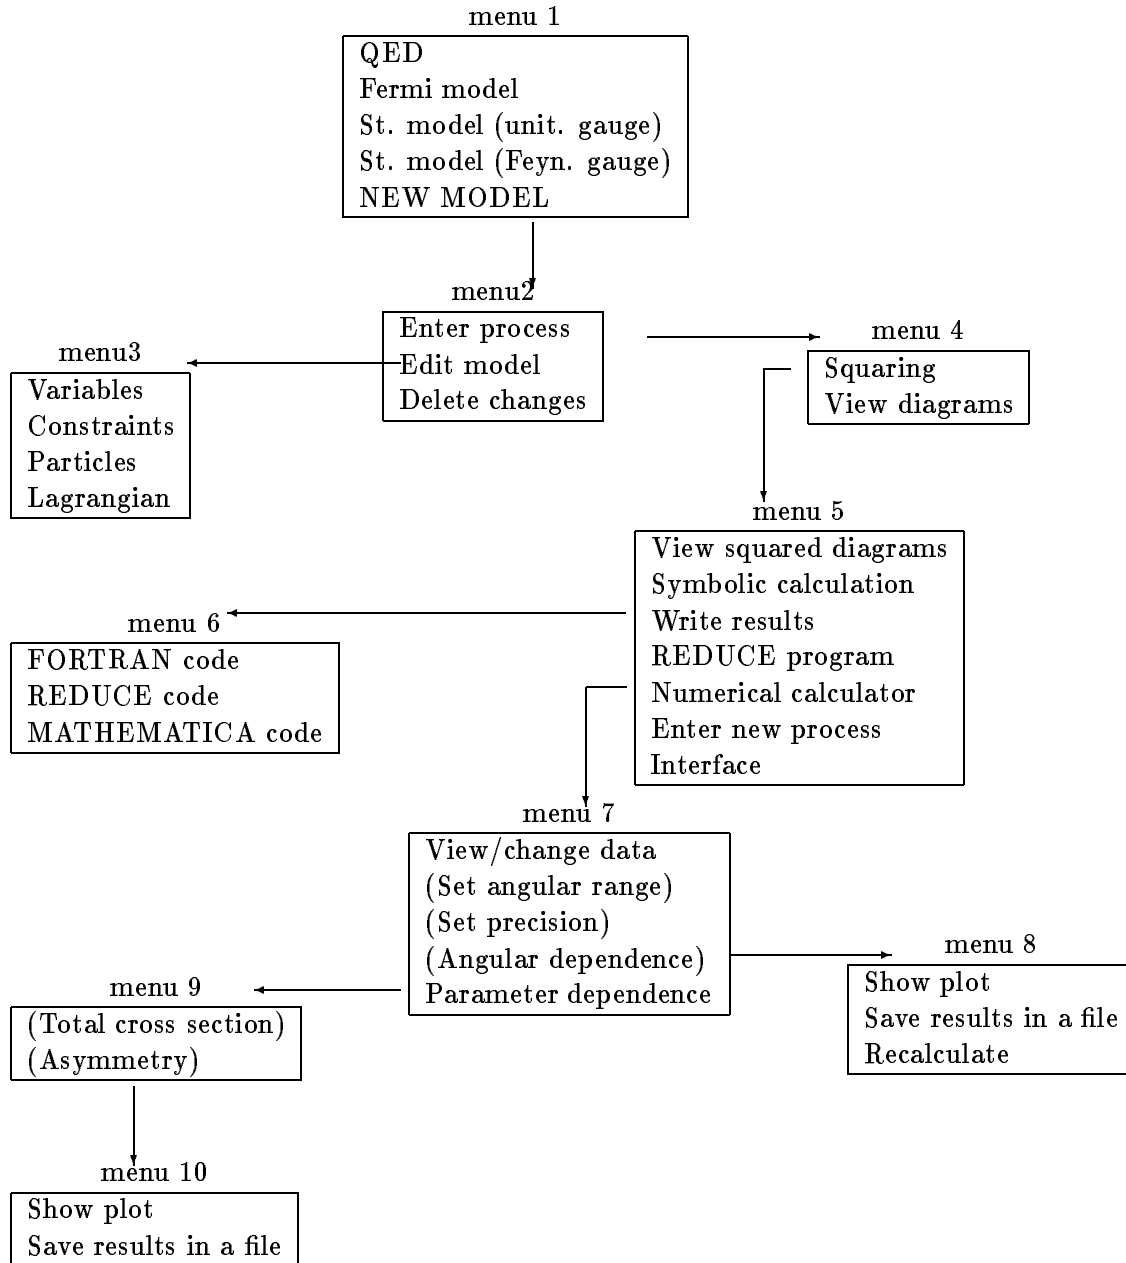 menu 1
QED
Fermi model
St. model (unit. gauge)
St. model (Feyn. gauge)
NEW MODEL
menu2
Enter process
Edit model
Delete changes
menu3
Variables
Constraints
Particles
Lagrangian
menu 4
Squaring
View diagrams
menu 5
View squared diagrams
Symbolic calculation
Write results
REDUCE program
Numerical calculator
Enter new process
Interface
menu 6
FORTRAN code
REDUCE code
MATHEMATICA code
menu 7
View/change data
(Set angular range)
(Set precision)
(Angular dependence)
Parameter dependence
menu 8
Show plot
Save results in a file
Recalculate
menu 9
(Total cross section)
(Asymmetry)
menu 10
Show plot
Save results in a file